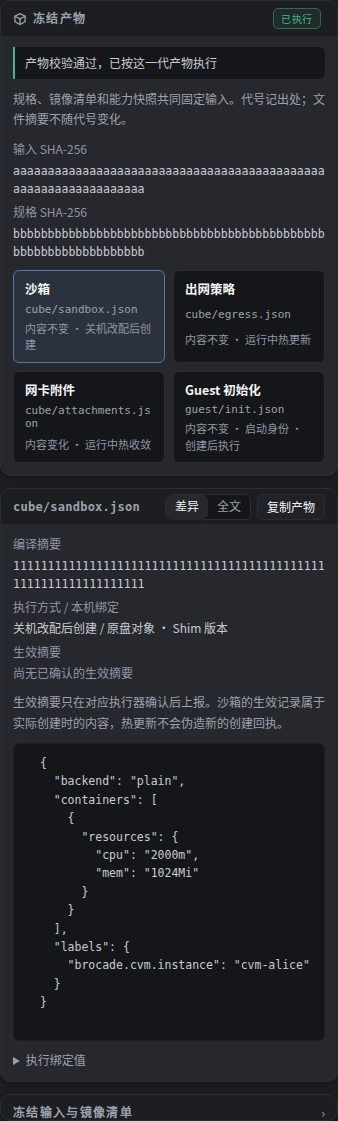 冻结产物
已执行
产物校验通过，已按这一代产物执行
规格、镜像清单和能力快照共同固定输入。代号记出处；文
件摘要不随代号变化。
输入 SHA-256
aaaaaaaaaaaaaaaaaaaaaaaaaaaaaaaaaaaaaaaaaaaaa
aaaaaaaaaaaaaaaaaaa
规格 SHA-256
bbbbbbbbbbbbbbbbbbbbbbbbbbbbbbbbbbbbbbbbbbbbb
bbbbbbbbbbbbbbbbbbb
沙箱
cube/sandbox.json
内容不变 · 关机改配后创
建
出网策略
cube/egress.json
内容不变 · 运行中热更新
网卡附件
cube/attachments.js
on
内容变化 · 运行中收敛
Guest 初始化
guest/init.json
内容不变 · 启动身份 ·
创建后执行
cube/sandbox.json
差异
全文
复制产物
编译摘要
111111111111111111111111111111111111111111111
1111111111111111111
执行方式 / 本机绑定
关机改配后创建 / 原盘对象 · Shim 版本
生效摘要
尚无已确认的生效摘要
生效摘要只在对应执行器确认后上报。沙箱的生效记录属于
实际创建时的内容，热更新不会伪造新的创建回执。
{
"backend": "plain",
"containers": [
{
"resources": {
"cpu": "2000m",
"mem": "1024Mi"
}
}
],
"labels": {
"brocade.cvm.instance": "cvm-alice"
}
}
▶ 执行绑定值
冻结输入与镜像清单
›